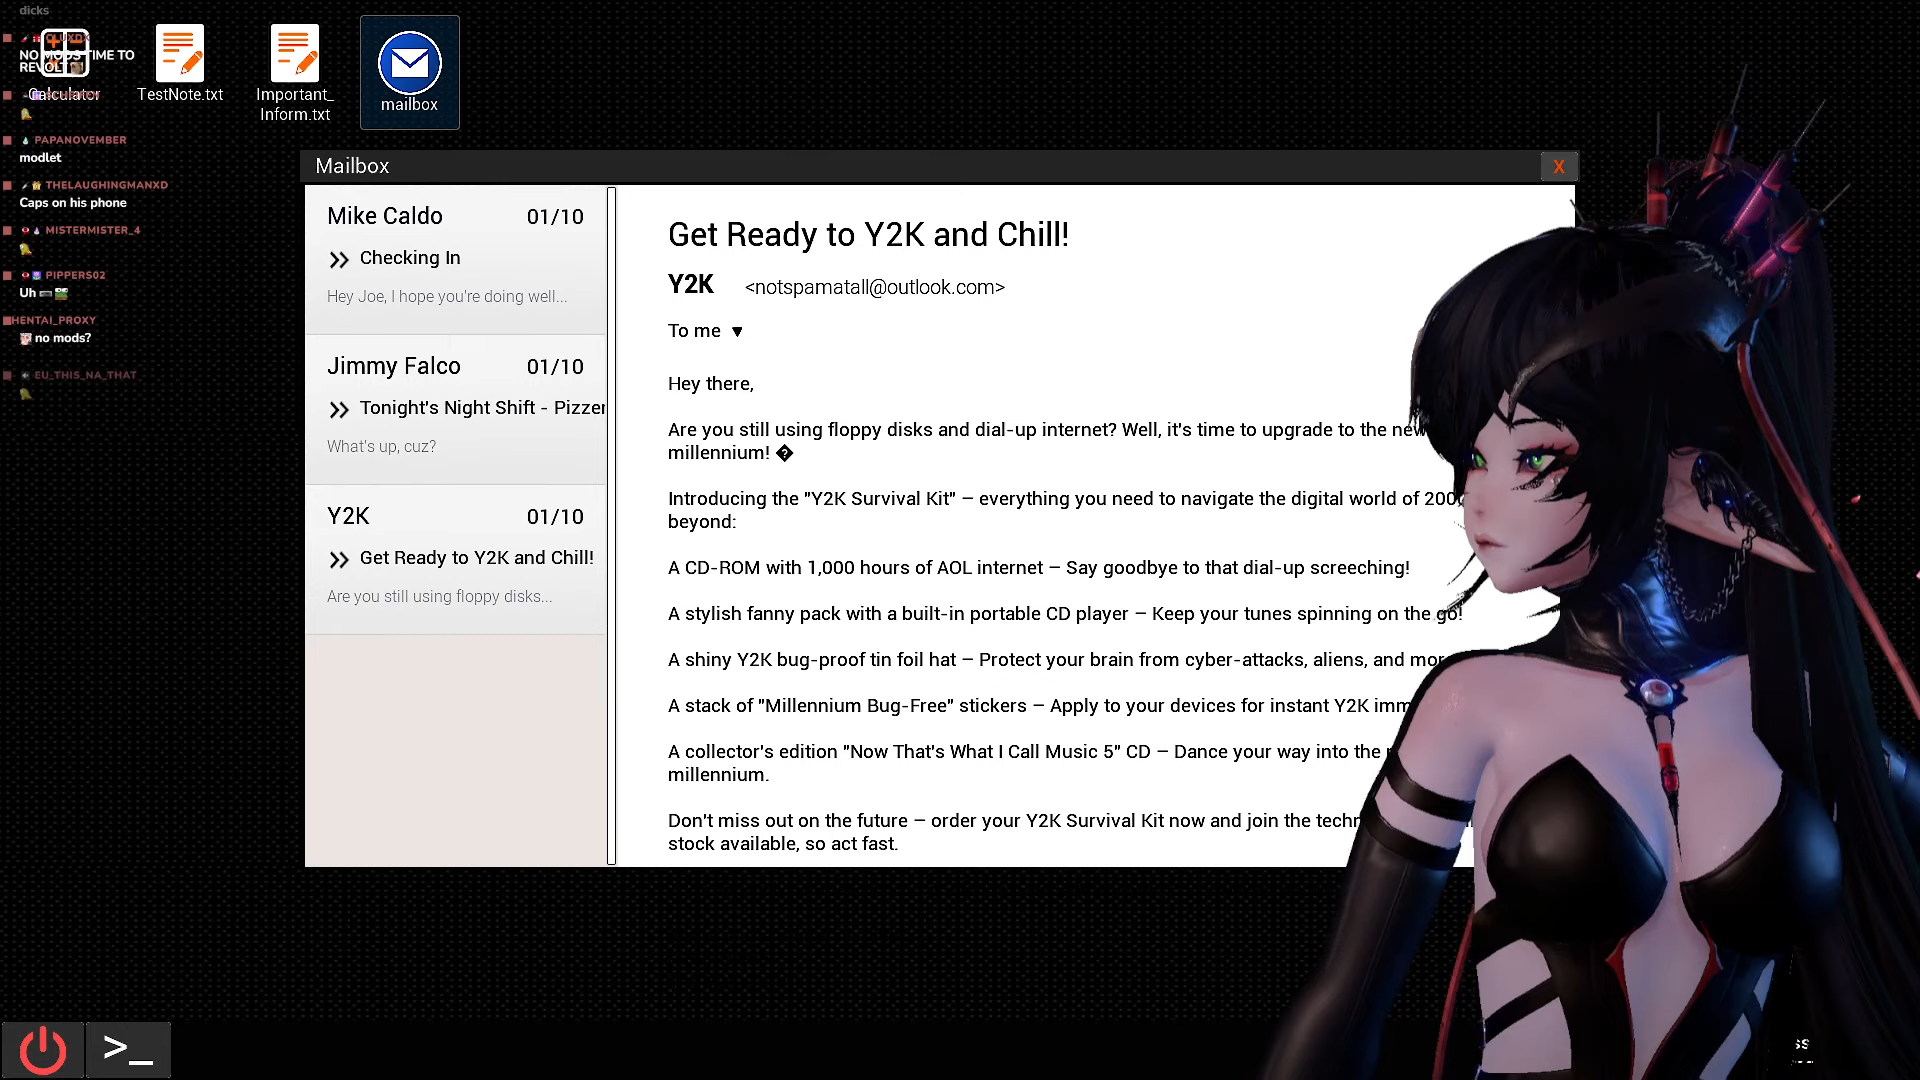 dicks
NO MODS TIME TO
REVOLT
PAPANOVEMBER
modlet
THELAUGHINGMANXD
Caps on his phone
MISTERMISTER_4
PIPPERS02
Uh
HENTAI_PROXY
no mods?
EU_THIS_NA_THAT
Calculator
TestNote.txt
Important_
Inform.txt
mailbox
Mailbox
X
Mike Caldo 01/10
Checking In
Hey Joe, I hope you're doing well...
Jimmy Falco 01/10
Tonight's Night Shift - Pizzer
What's up, cuz?
Y2K 01/10
Get Ready to Y2K and Chill!
Are you still using floppy disks...
Get Ready to Y2K and Chill!
Y2K <notspamatall@outlook.com>
To me ▼
Hey there,
Are you still using floppy disks and dial-up internet? Well, it's time to upgrade to the new
millennium! �
Introducing the "Y2K Survival Kit" – everything you need to navigate the digital world of 200
beyond:
A CD-ROM with 1,000 hours of AOL internet – Say goodbye to that dial-up screeching!
A stylish fanny pack with a built-in portable CD player – Keep your tunes spinning on the go!
A shiny Y2K bug-proof tin foil hat – Protect your brain from cyber-attacks, aliens, and mor
A stack of "Millennium Bug-Free" stickers – Apply to your devices for instant Y2K imm
A collector's edition "Now That's What I Call Music 5" CD – Dance your way into the
millennium.
Don't miss out on the future – order your Y2K Survival Kit now and join the techn
stock available, so act fast.
>_